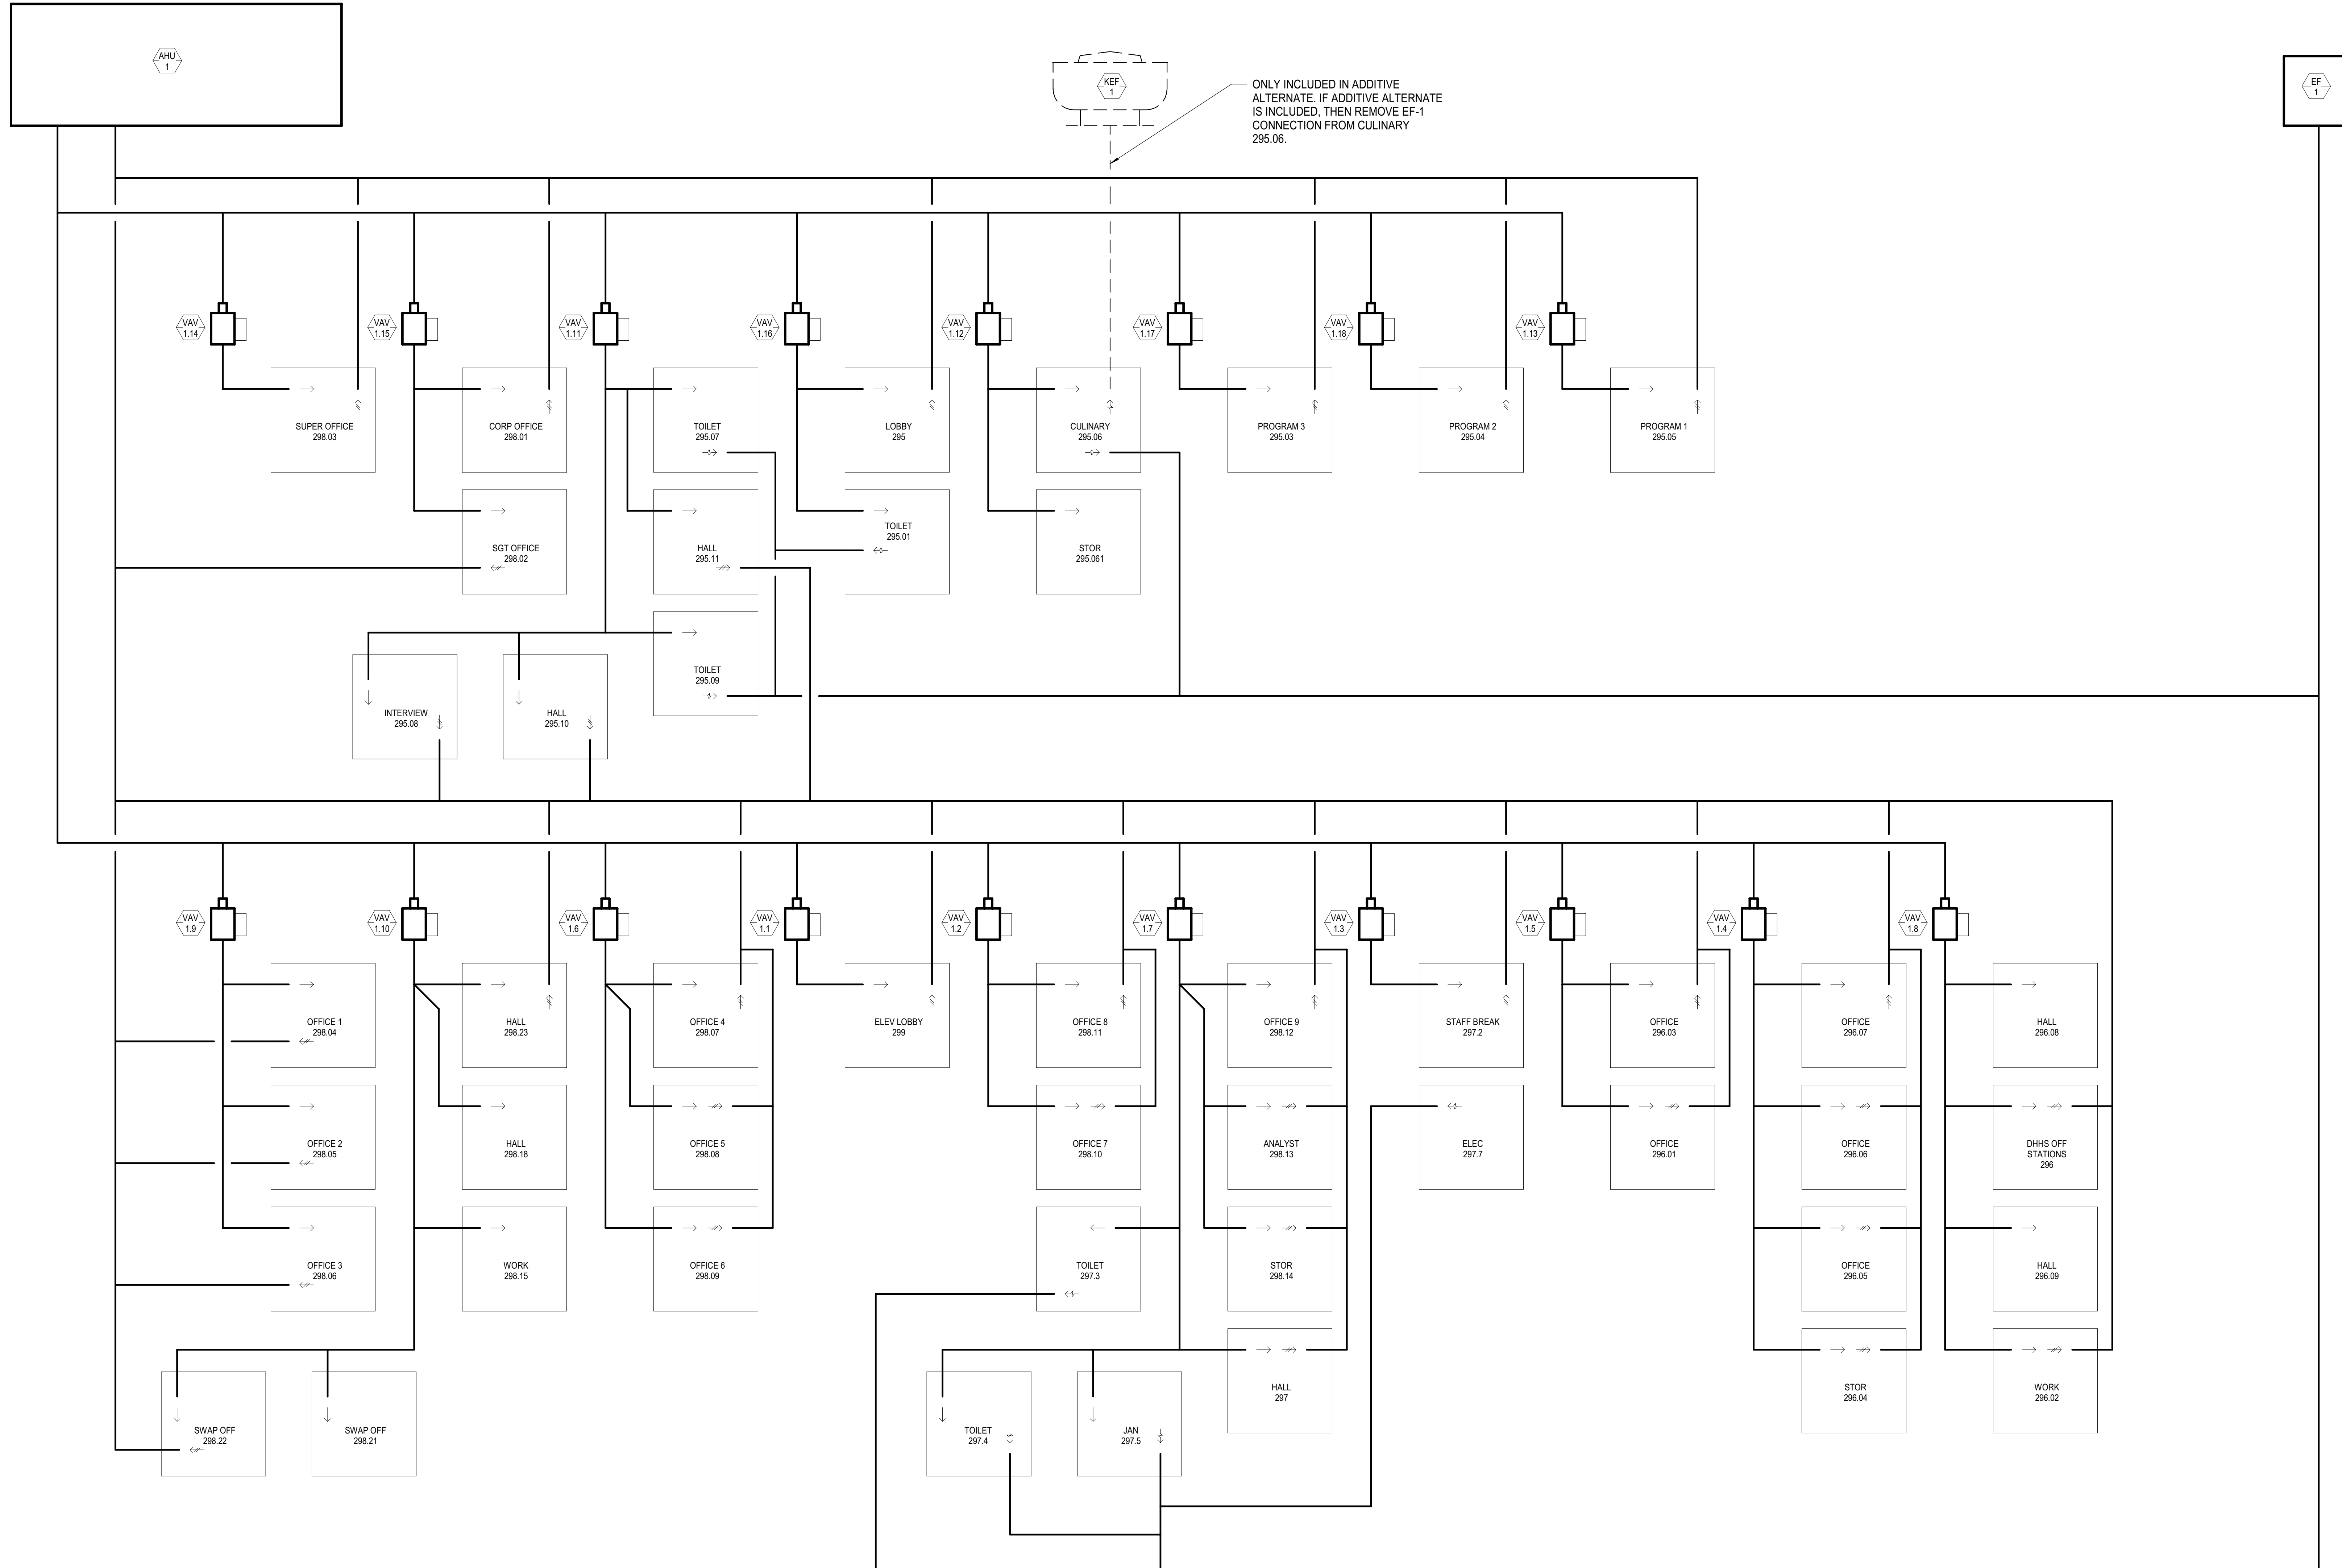 AHU
1
KEF
1
EF
1
ONLY INCLUDED IN ADDITIVE
ALTERNATE. IF ADDITIVE ALTERNATE
IS INCLUDED, THEN REMOVE EF-1
CONNECTION FROM CULINARY
295.06.
VAV
1.14
VAV
1.15
VAV
1.11
VAV
1.16
VAV
1.12
VAV
1.17
VAV
1.18
VAV
1.13
SUPER OFFICE
298.03
CORP OFFICE
298.01
TOILET
295.07
LOBBY
295
CULINARY
295.06
PROGRAM 3
295.03
PROGRAM 2
295.04
PROGRAM 1
295.05
SGT OFFICE
298.02
HALL
295.11
TOILET
295.01
STOR
295.061
TOILET
295.09
INTERVIEW
295.08
HALL
295.10
VAV
1.9
VAV
1.10
VAV
1.6
VAV
1.1
VAV
1.2
VAV
1.7
VAV
1.3
VAV
1.5
VAV
1.4
VAV
1.8
OFFICE 1
298.04
HALL
298.23
OFFICE 4
298.07
ELEV LOBBY
299
OFFICE 8
298.11
OFFICE 9
298.12
STAFF BREAK
297.2
OFFICE
296.03
OFFICE
296.07
HALL
296.08
OFFICE 2
298.05
HALL
298.18
OFFICE 5
298.08
OFFICE 7
298.10
ANALYST
298.13
ELEC
297.7
OFFICE
296.01
OFFICE
296.06
DHHS OFF
STATIONS
296
OFFICE 3
298.06
WORK
298.15
OFFICE 6
298.09
TOILET
297.3
STOR
298.14
OFFICE
296.05
HALL
296.09
HALL
297
STOR
296.04
WORK
296.02
SWAP OFF
298.22
SWAP OFF
298.21
TOILET
297.4
JAN
297.5